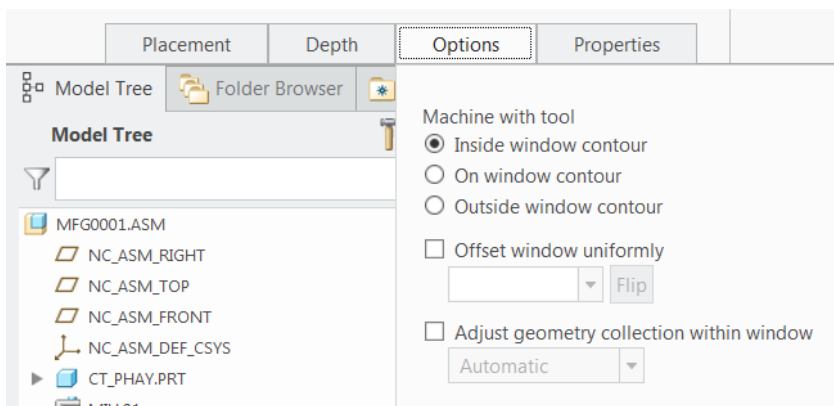 Placement Depth Options Properties
Model Tree Folder Browser
Model Tree
MFG0001.ASM
NC_ASM_RIGHT
NC_ASM_TOP
NC_ASM_FRONT
NC_ASM_DEF_CSYS
CT_PHAY.PRT
Machine with tool
Inside window contour
On window contour
Outside window contour
Offset window uniformly
Flip
Adjust geometry collection within window
Automatic